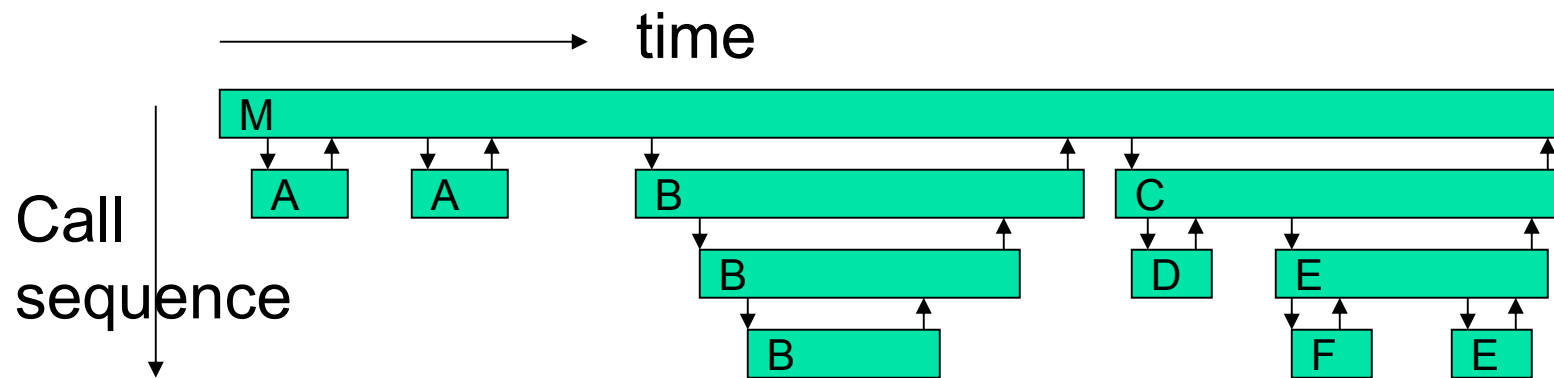 time
M
A A B C
Call
sequence
B D E
B F E